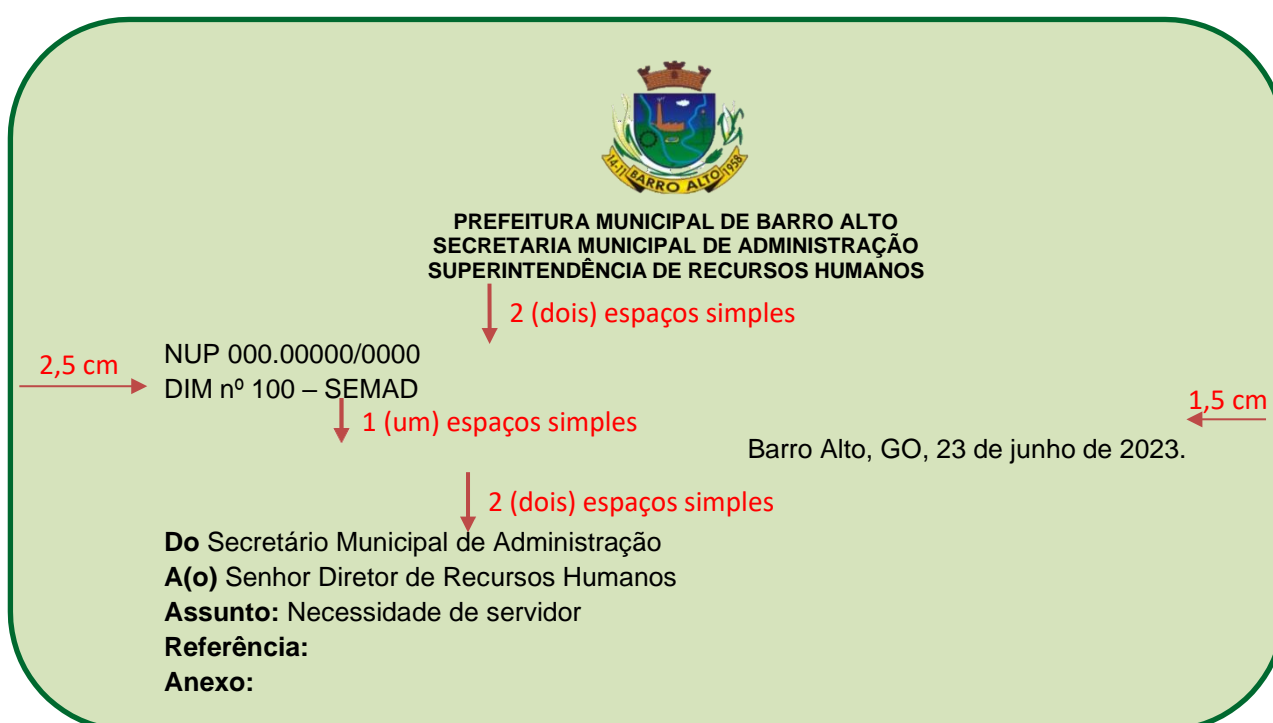 14-11 BARRO ALTO 1958
PREFEITURA MUNICIPAL DE BARRO ALTO
SECRETARIA MUNICIPAL DE ADMINISTRAÇÃO
SUPERINTENDÊNCIA DE RECURSOS HUMANOS
2 (dois) espaços simples
NUP 000.00000/0000
2,5 cm
DIM nº 100 – SEMAD
1,5 cm
1 (um) espaços simples
Barro Alto, GO, 23 de junho de 2023.
2 (dois) espaços simples
Do Secretário Municipal de Administração
A(o) Senhor Diretor de Recursos Humanos
Assunto: Necessidade de servidor
Referência:
Anexo: